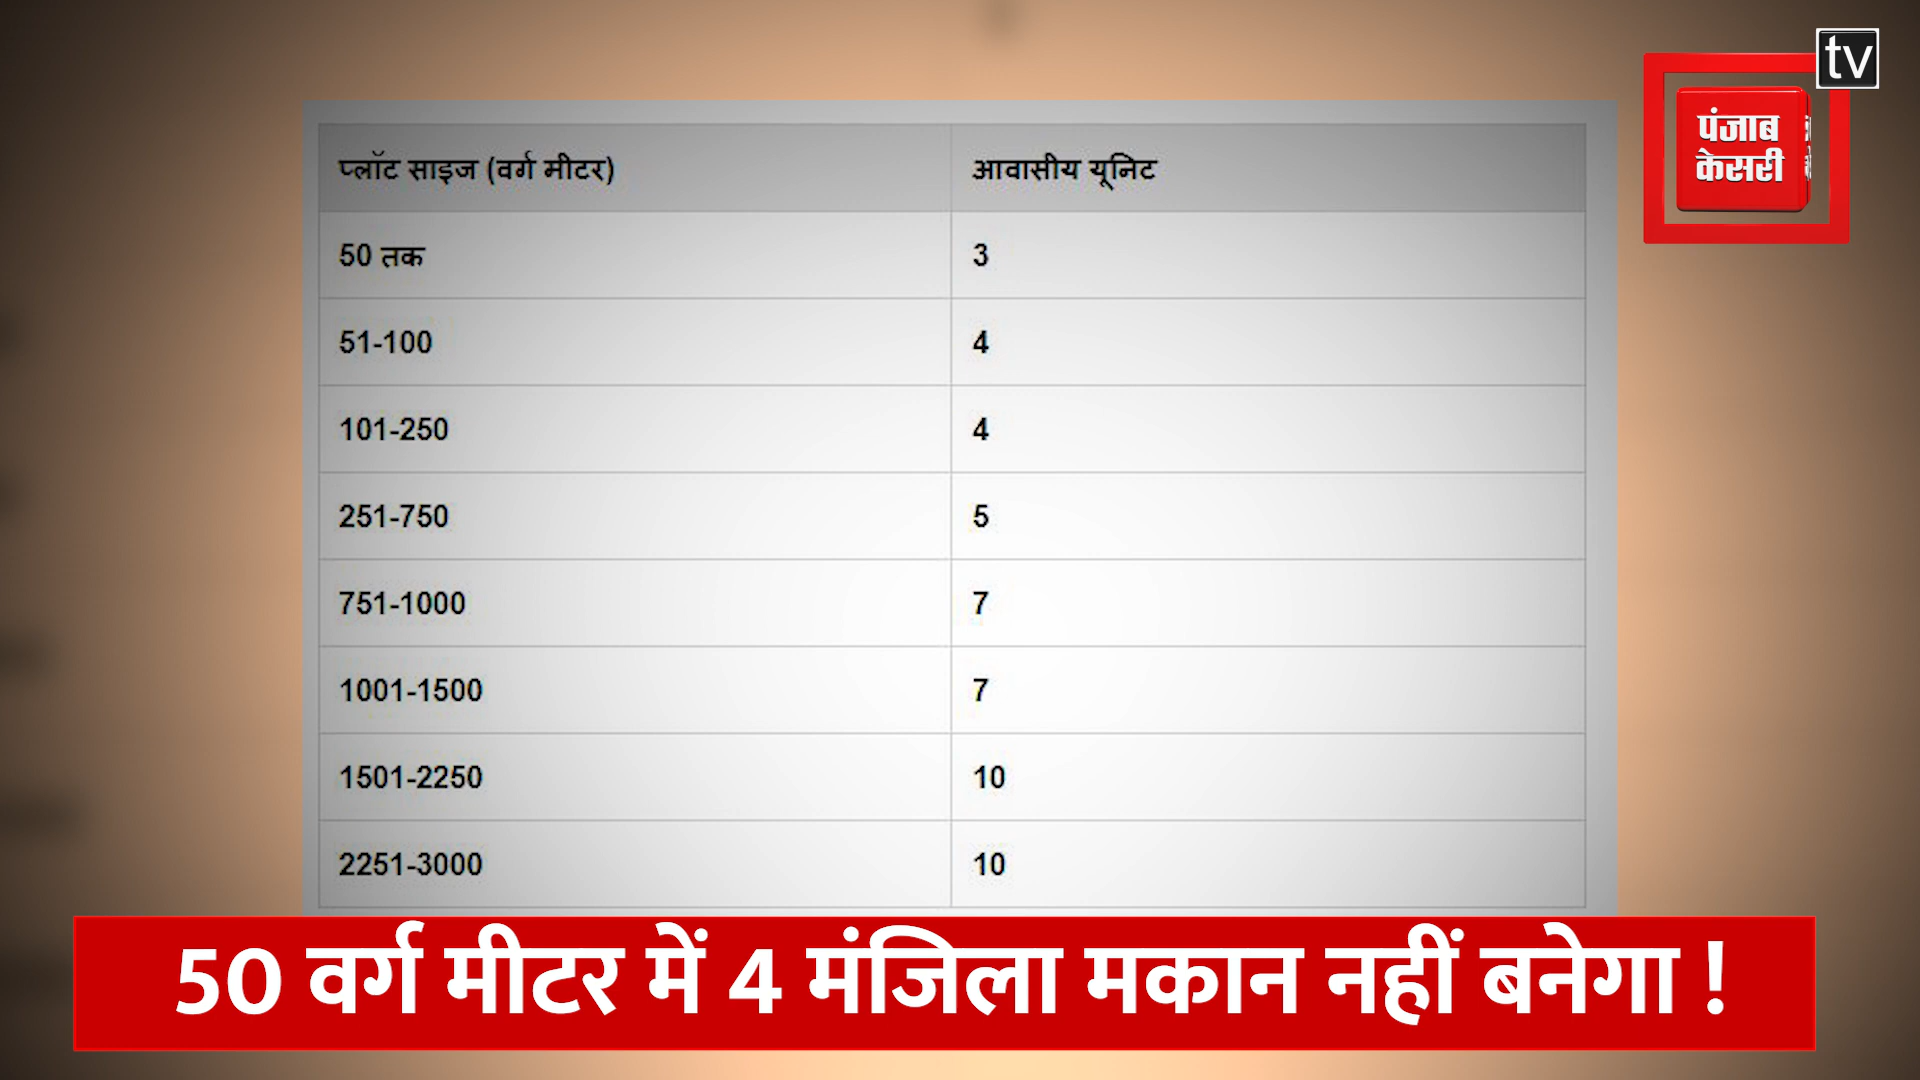 tv
पंजाब
केसरी
प्लॉट साइज (वर्ग मीटर) आवासीय यूनिट
50 तक 3
51-100 4
101-250 4
251-750 5
751-1000 7
1001-1500 7
1501-2250 10
2251-3000 10
50 वर्ग मीटर में 4 मंजिला मकान नहीं बनेगा !